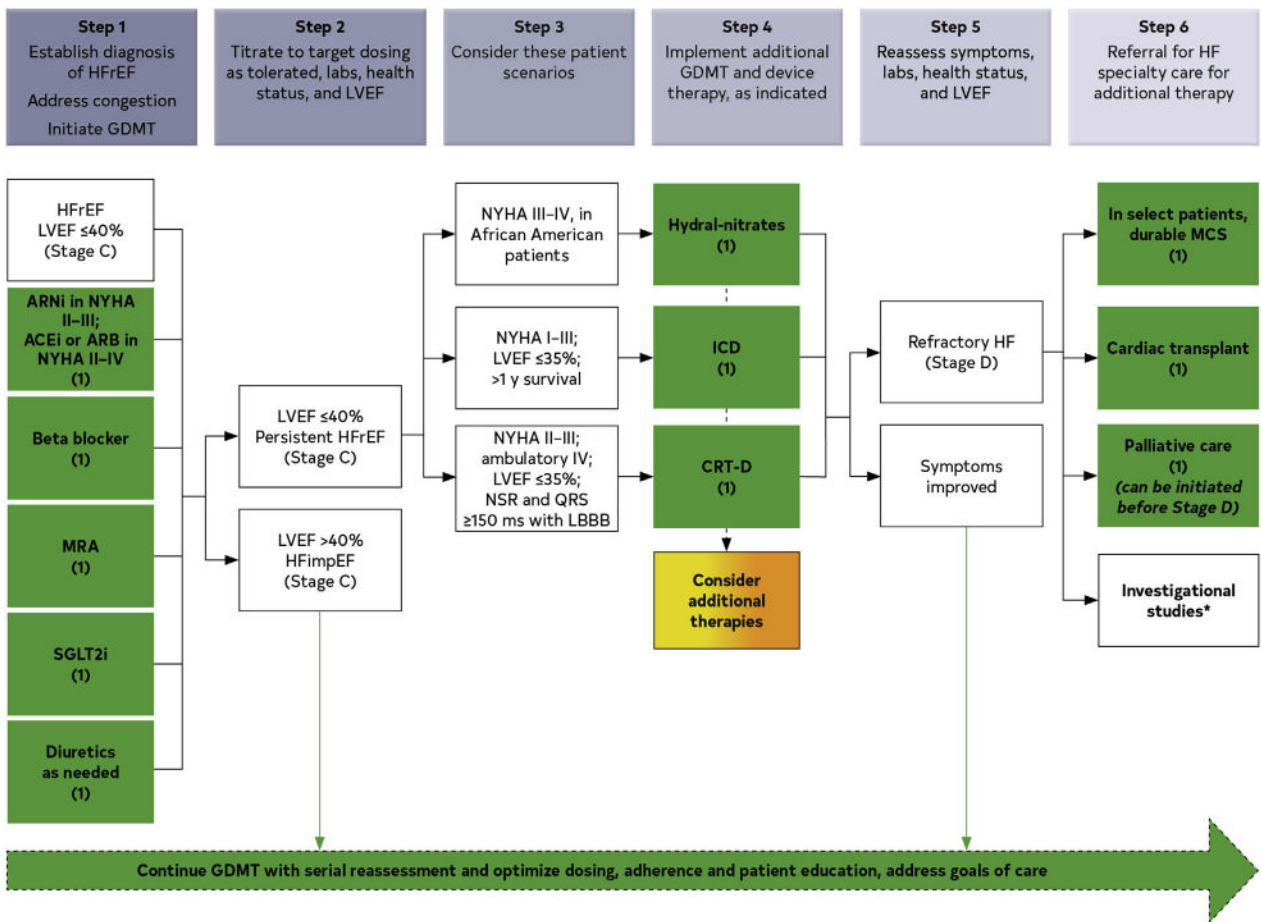 Step 1
Establish diagnosis
of HFrEF
Address congestion
Initiate GDMT
Step 2
Titrate to target dosing
as tolerated, labs, health
status, and LVEF
Step 3
Consider these patient
scenarios
Step 4
Implement additional
GDMT and device
therapy, as indicated
Step 5
Reassess symptoms,
labs, health status,
and LVEF
Step 6
Referral for HF
specialty care for
additional therapy
HFrEF
LVEF ≤40%
(Stage C)
ARNi in NYHA
II–III;
ACEi or ARB in
NYHA II–IV
(1)
Beta blocker
(1)
MRA
(1)
SGLT2i
(1)
Diuretics
as needed
(1)
LVEF ≤40%
Persistent HFrEF
(Stage C)
LVEF >40%
HFimpEF
(Stage C)
NYHA III–IV, in
African American
patients
NYHA I–III;
LVEF ≤35%;
>1 y survival
NYHA II–III;
ambulatory IV;
LVEF ≤35%;
NSR and QRS
≥150 ms with LBBB
Hydral-nitrates
(1)
ICD
(1)
CRT-D
(1)
Consider
additional
therapies
Refractory HF
(Stage D)
Symptoms
improved
In select patients,
durable MCS
(1)
Cardiac transplant
(1)
Palliative care
(1)
(can be initiated
before Stage D)
Investigational
studies*
Continue GDMT with serial reassessment and optimize dosing, adherence and patient education, address goals of care